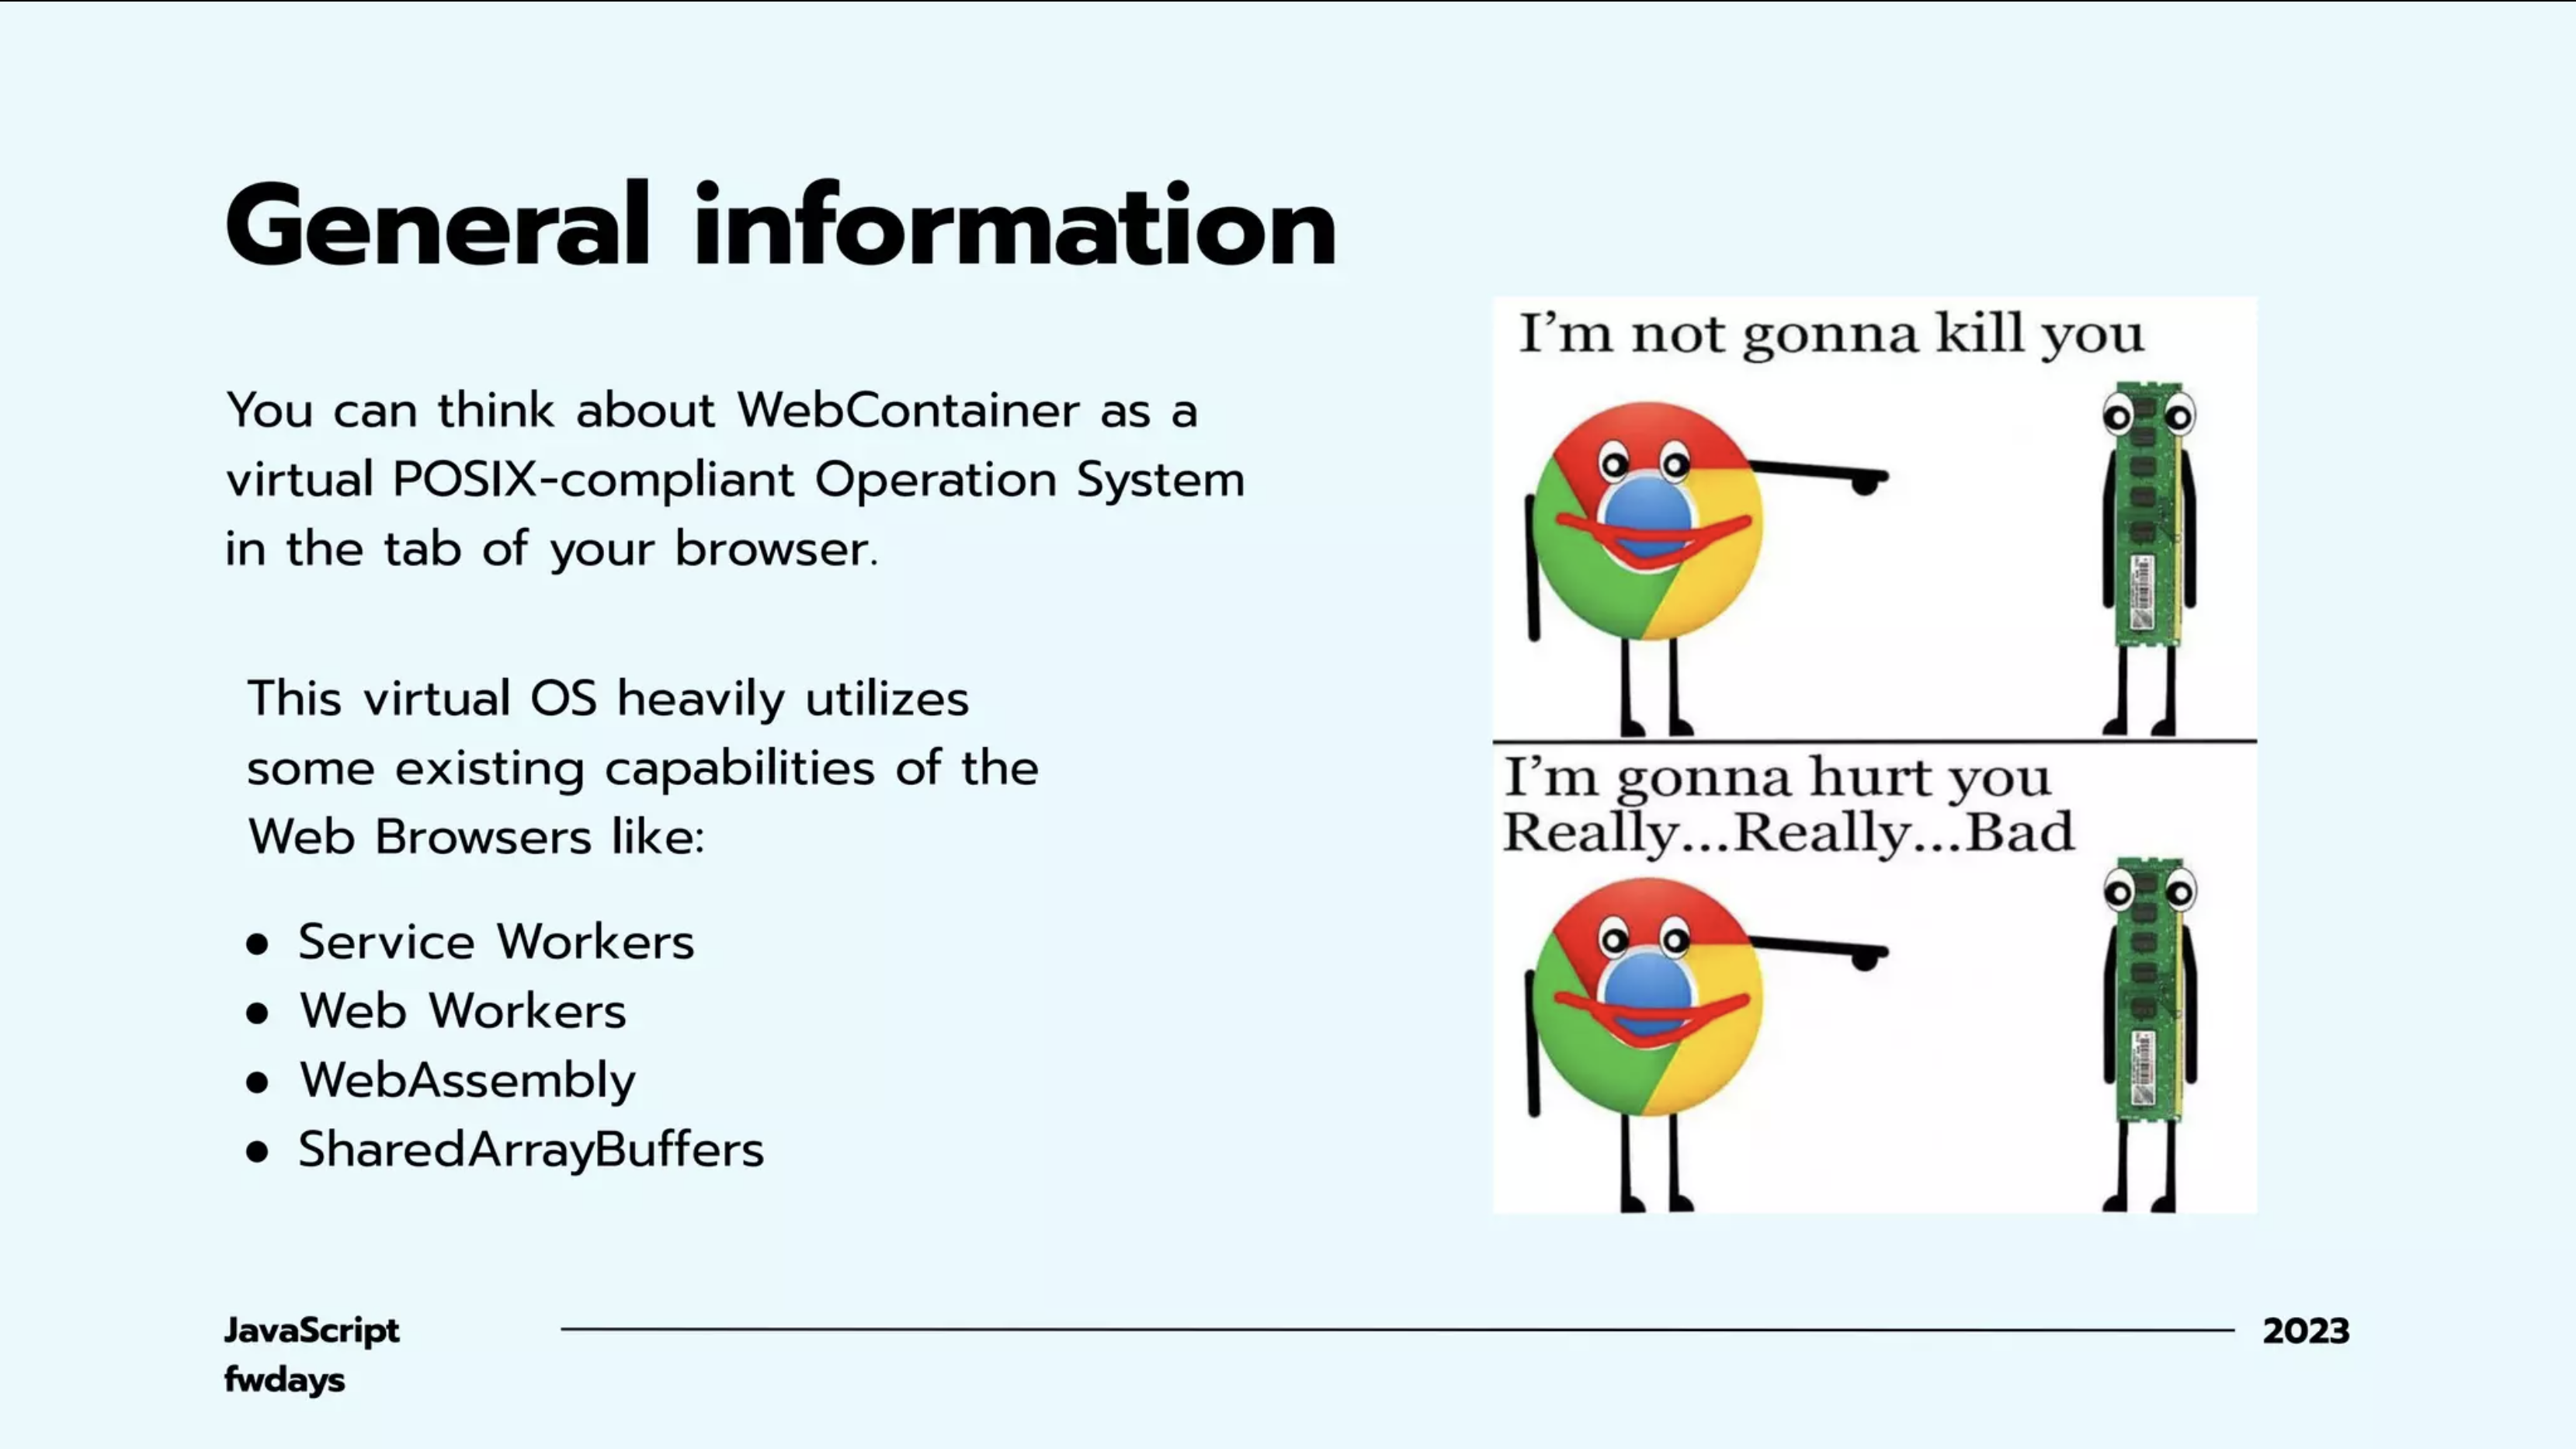 General information
You can think about WebContainer as a
virtual POSIX-compliant Operation System
in the tab of your browser.
This virtual OS heavily utilizes
some existing capabilities of the
Web Browsers like:
● Service Workers
● Web Workers
● WebAssembly
● SharedArrayBuffers
I’m not gonna kill you
I’m gonna hurt you
Really...Really...Bad
JavaScript
fwdays
2023